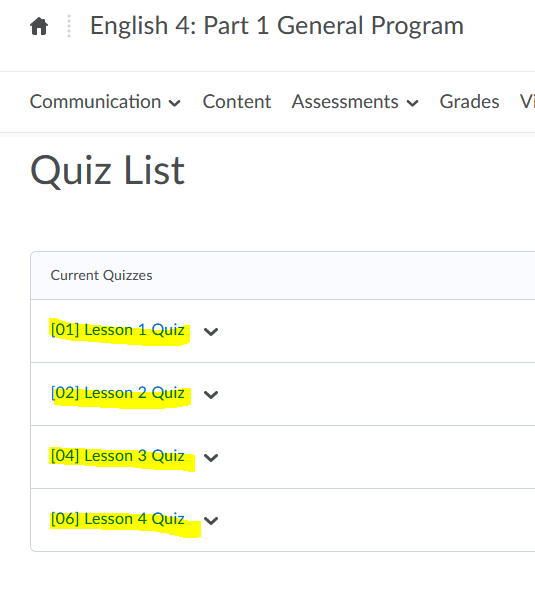 English 4: Part 1 General Program
Communication Content Assessments Grades
Quiz List
Current Quizzes
[01] Lesson 1 Quiz
[02] Lesson 2 Quiz
[04] Lesson 3 Quiz
[06] Lesson 4 Quiz